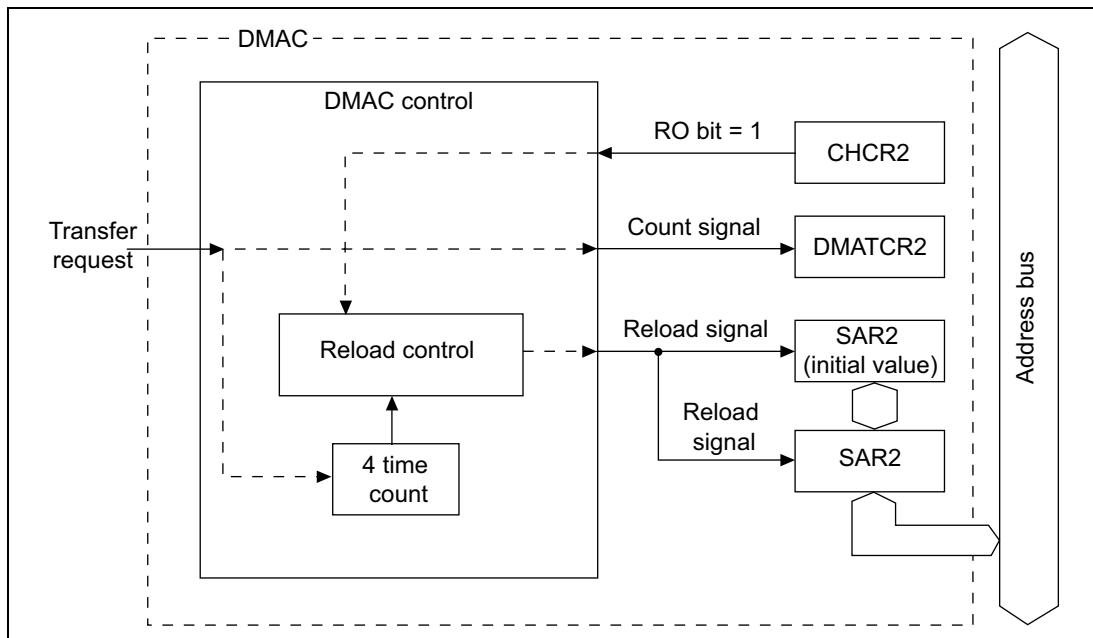 DMAC
DMAC control
RO bit = 1
CHCR2
Transfer
request
Count signal
DMATCR2
Reload control
Reload signal
SAR2
(initial value)
Reload
signal
SAR2
4 time
count
Address bus